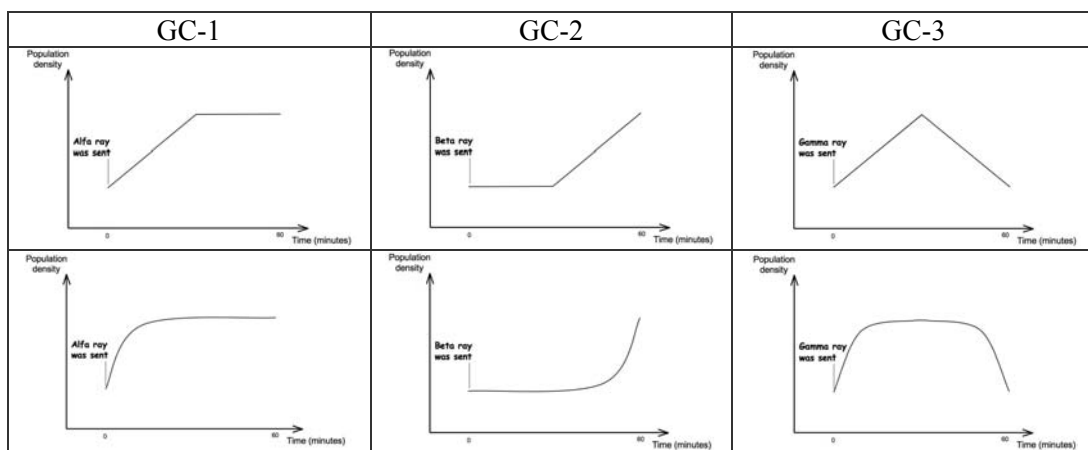 GC-1
GC-2
GC-3
Population
density
Alfa ray
was sent
0
60
Time (minutes)
Population
density
Beta ray
was sent
0
60
Time (minutes)
Population
density
Gamma ray
was sent
0
60
Time (minutes)
Population
density
Alfa ray
was sent
0
60
Time (minutes)
Population
density
Beta ray
was sent
0
60
Time (minutes)
Population
density
Gamma ray
was sent
0
60
Time (minutes)